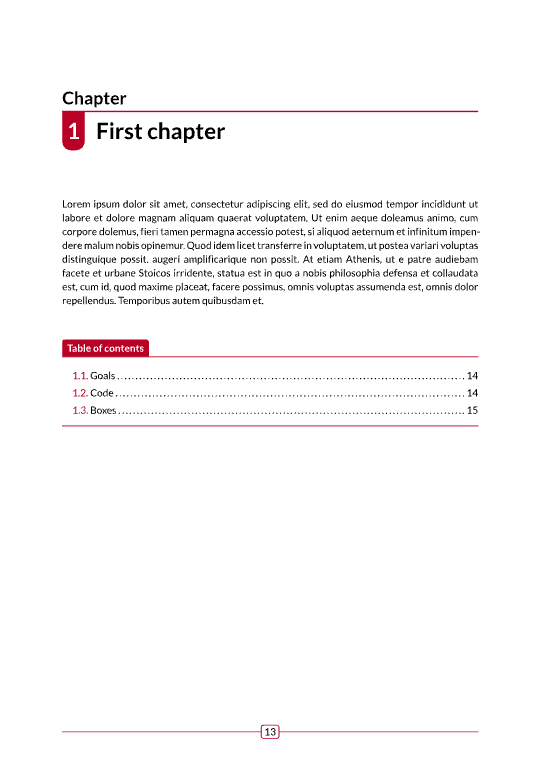 Chapter
1 First chapter
Lorem ipsum dolor sit amet, consectetur adipiscing elit, sed do eiusmod tempor incididunt ut
labore et dolore magnam aliquam quaerat voluptatem. Ut enim aeque doleamus animo, cum
corpore dolemus, fieri tamen permagna accessio potest, si aliquod aeternum et infinitum impen-
dere malum nobis opinemur. Quod idem licet transferre in voluptatem, ut postea variari voluptas
distinguique possit, augeri amplificarique non possit. At etiam Athenis, ut e patre audiebam
facete et urbane Stoicos irridente, statua est in quo a nobis philosophia defensa et collaudata
est, cum id, quod maxime placeat, facere possimus, omnis voluptas assumenda est, omnis dolor
repellendus. Temporibus autem quibusdam et.
Table of contents
1.1. Goals 14
1.2. Code 14
1.3. Boxes 15
13